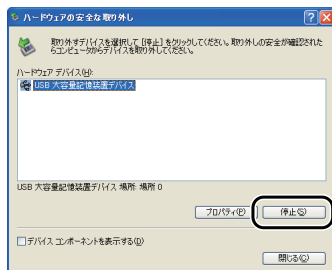 ハードウェアの安全な取り外し
取り外すデバイスを選択して [停止] をクリックしてください。取り外しの安全が確認された
らコンピュータからデバイスを取り外してください。
ハードウェア デバイス(H):
USB 大容量記憶装置デバイス
USB 大容量記憶装置デバイス 場所: 場所 0
プロパティ(P)
停止(S)
デバイス コンポーネントを表示する(D)
閉じる(C)